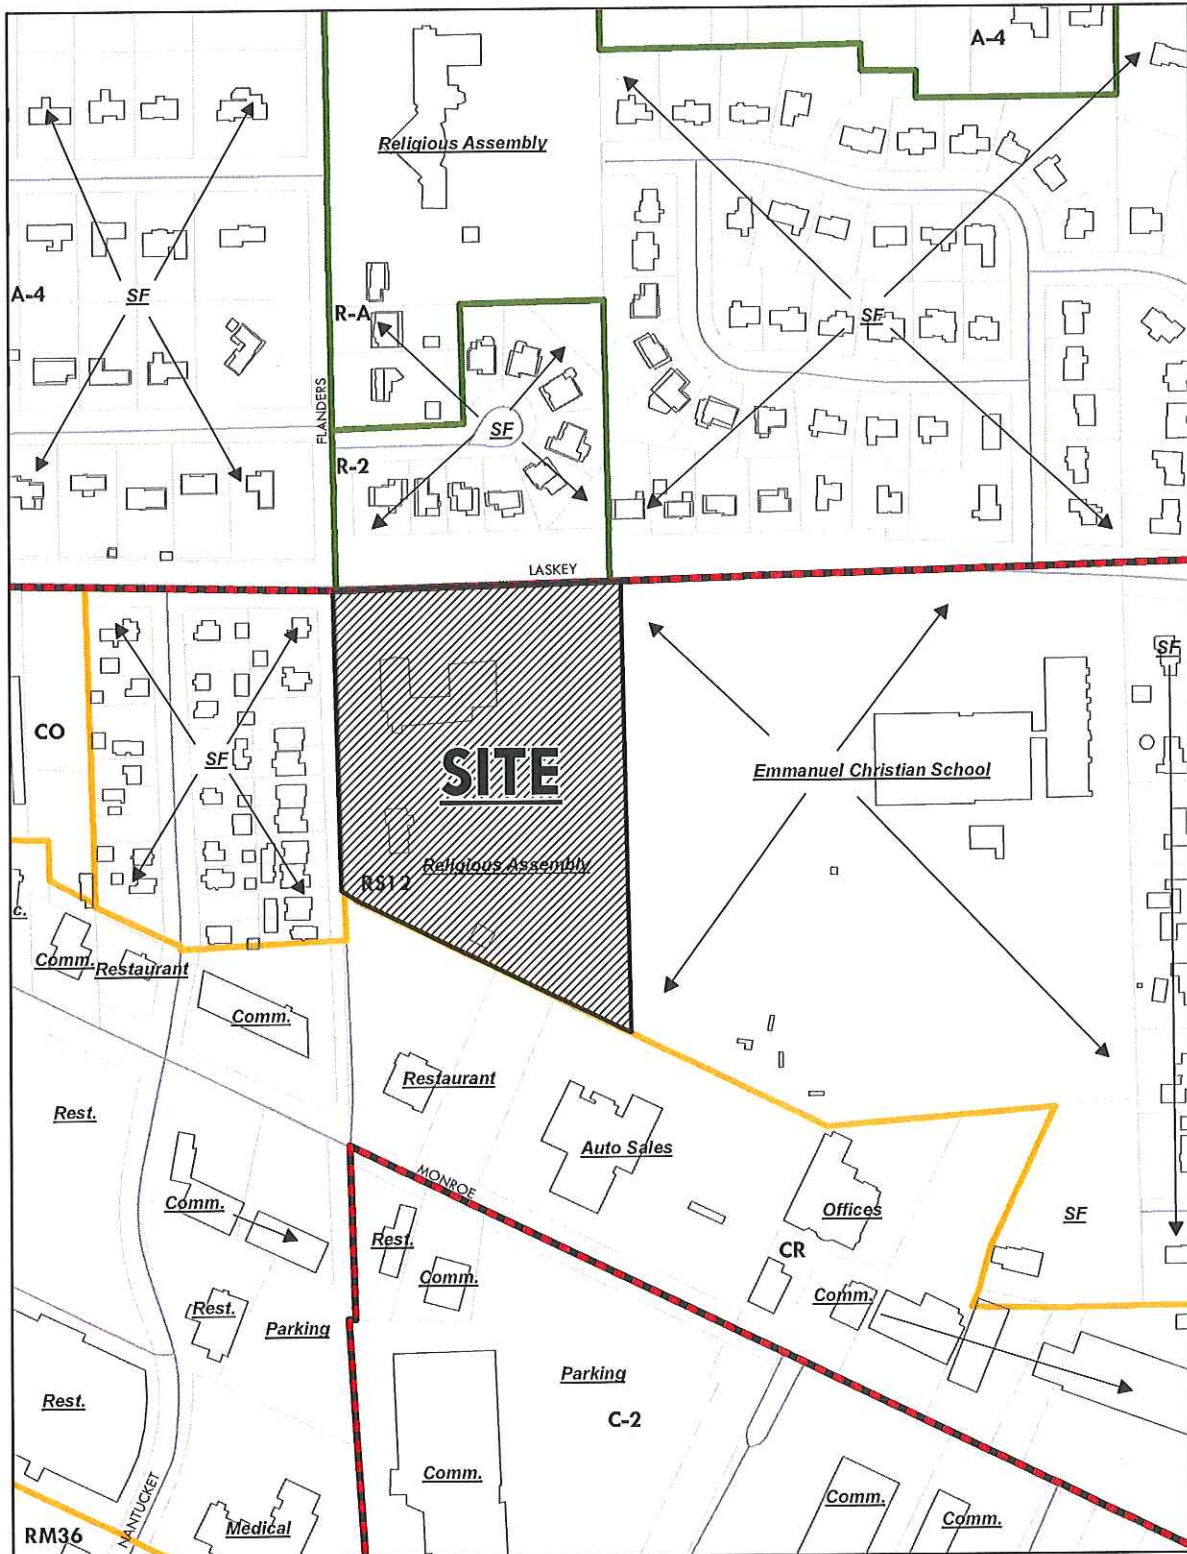 A-4
Religious Assembly
A-4
SF
R-A
SF
FLANDERS
SF
R-2
LASKEY
SF
CO
SF
SITE
Emmanuel Christian School
Religious Assembly
RS12
c.
Comm.
Restaurant
Comm.
Restaurant
Rest.
Auto Sales
MONROE
Comm.
Offices
SF
Rest.
CR
Comm.
Comm.
Rest.
Parking
Parking
Rest.
C-2
Comm.
NANTUCKET
Comm.
Comm.
Medical
RM36